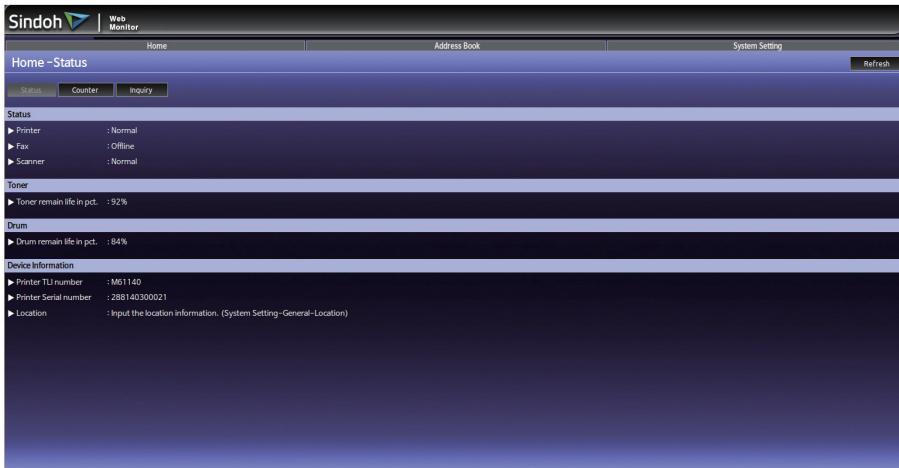 Sindoh Web Monitor
Home Address Book System Setting
Home-Status Refresh
Status Counter Inquiry
Status
Printer : Normal
Fax : Offline
Scanner : Normal
Toner
Toner remain life in pct. : 92%
Drum
Drum remain life in pct. : 84%
Device Information
Printer TLI number : M61140
Printer Serial number : 288140300021
Location : Input the location information. (System Setting-General-Location)